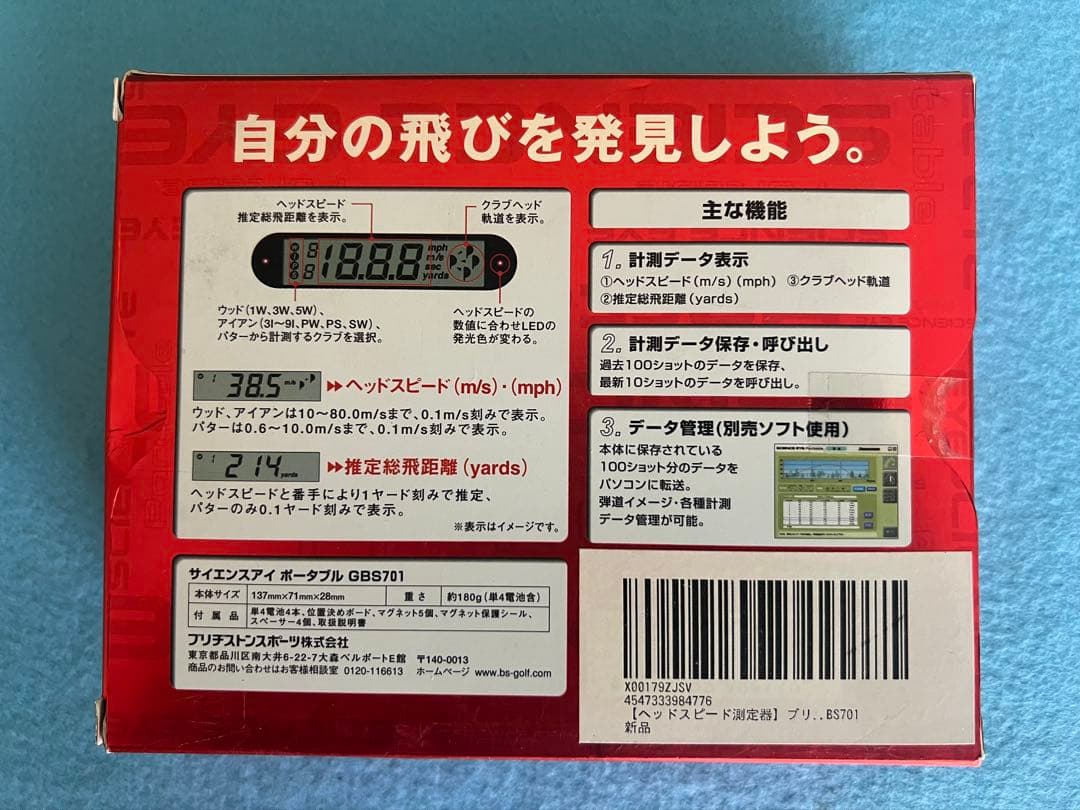 自分の飛びを発見しよう。
ヘッドスピード
推定総飛距離を表示。
クラブヘッド
軌道を表示。
W
I
P
S
8
8
18.8.8
mph
m/s
sec
yards
ウッド(1W、3W、5W)、
アイアン(3I〜9I、PW、PS、SW)、
パターから計測するクラブを選択。
ヘッドスピードの
数値に合わせLEDの
発光色が変わる。
1 38.5 m/s
ヘッドスピード(m/s)・(mph)
ウッド、アイアンは10〜80.0m/sまで、0.1m/s刻みで表示。
パターは0.6〜10.0m/sまで、0.1m/s刻みで表示。
1 214 yards
推定総飛距離(yards)
ヘッドスピードと番手により1ヤード刻みで推定、
パターのみ0.1ヤード刻みで表示。
※表示はイメージです。
主な機能
1. 計測データ表示
①ヘッドスピード(m/s)(mph) ③クラブヘッド軌道
②推定総飛距離(yards)
2. 計測データ保存・呼び出し
過去100ショットのデータを保存、
最新10ショットのデータを呼び出し。
3. データ管理(別売ソフト使用)
本体に保存されている
100ショット分のデータを
パソコンに転送。
弾道イメージ・各種計測
データ管理が可能。
サイエンスアイ ポータブル GBS701
本体サイズ 137mm×71mm×28mm 重さ 約180g(単4電池含)
付属品 単4電池4本、位置決めボード、マグネット5個、マグネット保護シール、
スペーサー4個、取扱説明書
ブリヂストンスポーツ株式会社
東京都品川区南大井6-22-7大森ベルポートE館 〒140-0013
商品のお問い合わせはお客様相談室 0120-116613 ホームページ www.bs-golf.com
X00179ZJSV
4547333984776
【ヘッドスピード測定器】ブリ..BS701
新品